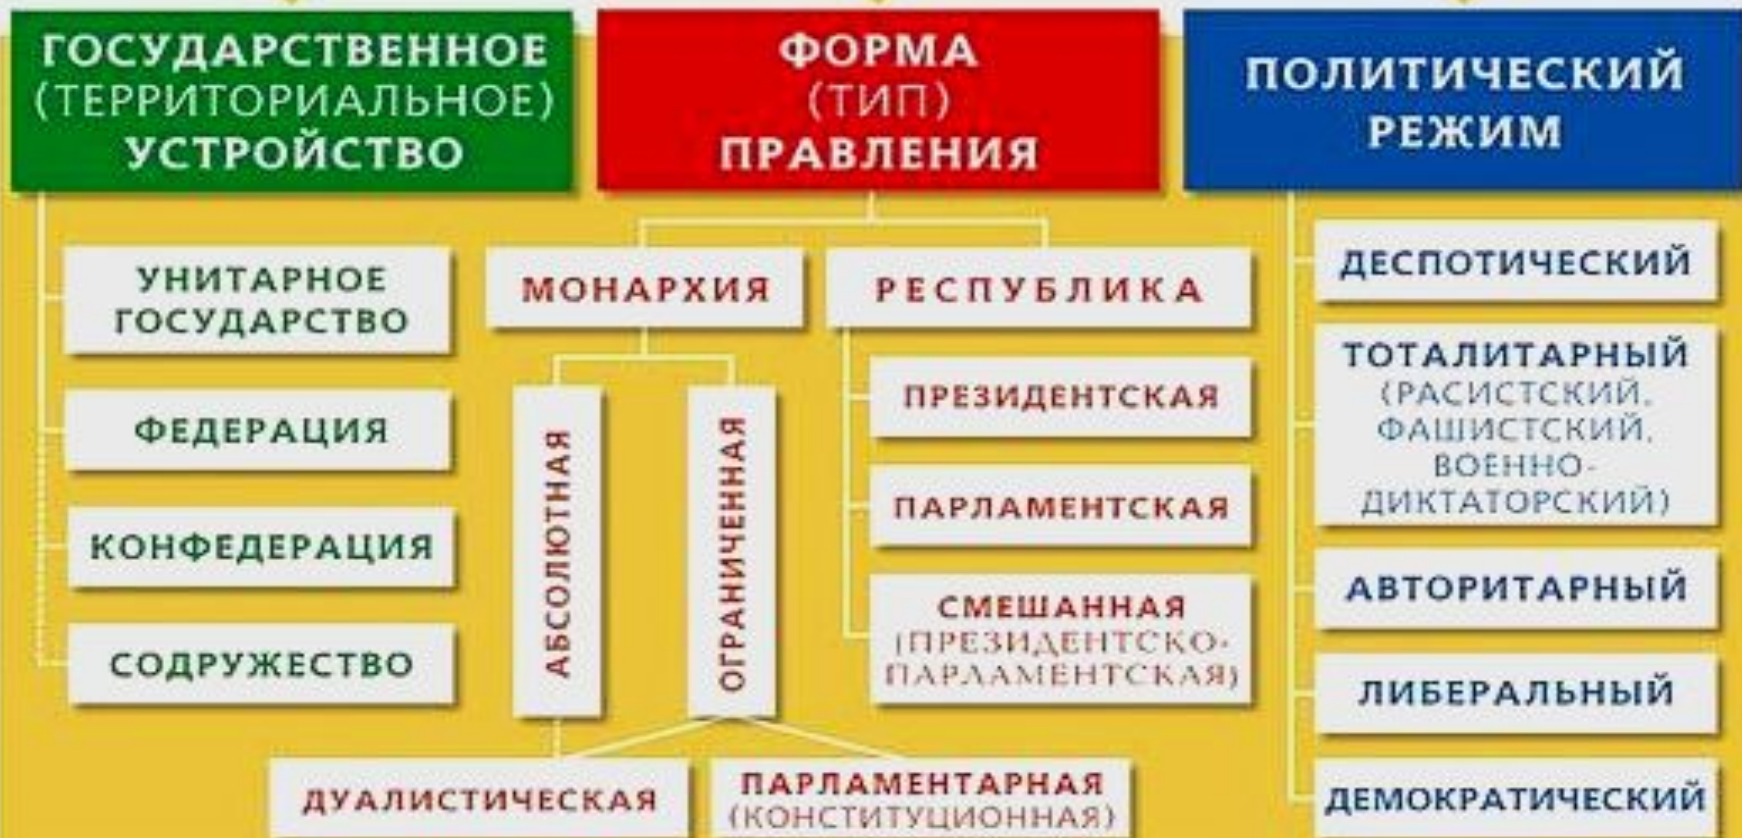 ГОСУДАРСТВЕННОЕ
(ТЕРРИТОРИАЛЬНОЕ)
УСТРОЙСТВО
УНИТАРНОЕ
ГОСУДАРСТВО
ФЕДЕРАЦИЯ
КОНФЕДЕРАЦИЯ
СОДРУЖЕСТВО
ФОРМА
(ТИП)
ПРАВЛЕНИЯ
МОНАРХИЯ
АБСОЛЮТНАЯ
ОГРАНИЧЕННАЯ
ДУАЛИСТИЧЕСКАЯ
ПАРЛАМЕНТАРНАЯ
(КОНСТИТУЦИОННАЯ)
РЕСПУБЛИКА
ПРЕЗИДЕНТСКАЯ
ПАРЛАМЕНТСКАЯ
СМЕШАННАЯ
(ПРЕЗИДЕНТСКО-
ПАРЛАМЕНТСКАЯ)
ПОЛИТИЧЕСКИЙ
РЕЖИМ
ДЕСПОТИЧЕСКИЙ
ТОТАЛИТАРНЫЙ
(РАСИСТСКИЙ,
ФАШИСТСКИЙ,
ВОЕННО-
ДИКТАТОРСКИЙ)
АВТОРИТАРНЫЙ
ЛИБЕРАЛЬНЫЙ
ДЕМОКРАТИЧЕСКИЙ